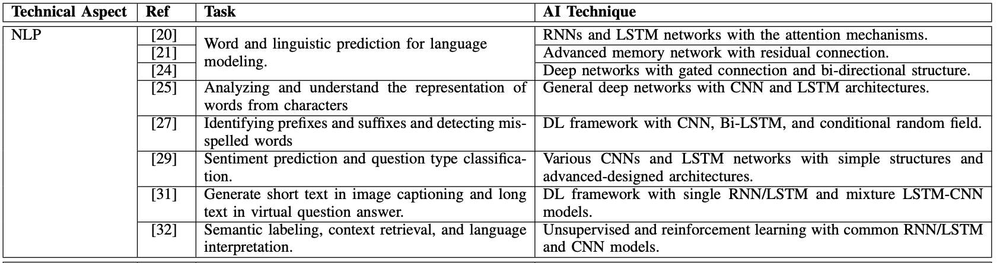 Technical Aspect Ref Task AI Technique
NLP [20] Word and linguistic prediction for language modeling. RNNs and LSTM networks with the attention mechanisms.
[21] Advanced memory network with residual connection.
[24] Deep networks with gated connection and bi-directional structure.
[25] Analyzing and understand the representation of General deep networks with CNN and LSTM architectures.
words from characters
[27] Identifying prefixes and suffixes and detecting mis- DL framework with CNN, Bi-LSTM, and conditional random field.
spelled words
[29] Sentiment prediction and question type classifica- Various CNNs and LSTM networks with simple structures and
tion. advanced-designed architectures.
[31] Generate short text in image captioning and long DL framework with single RNN/LSTM and mixture LSTM-CNN
text in virtual question answer. models.
[32] Semantic labeling, context retrieval, and language Unsupervised and reinforcement learning with common RNN/LSTM
interpretation. and CNN models.